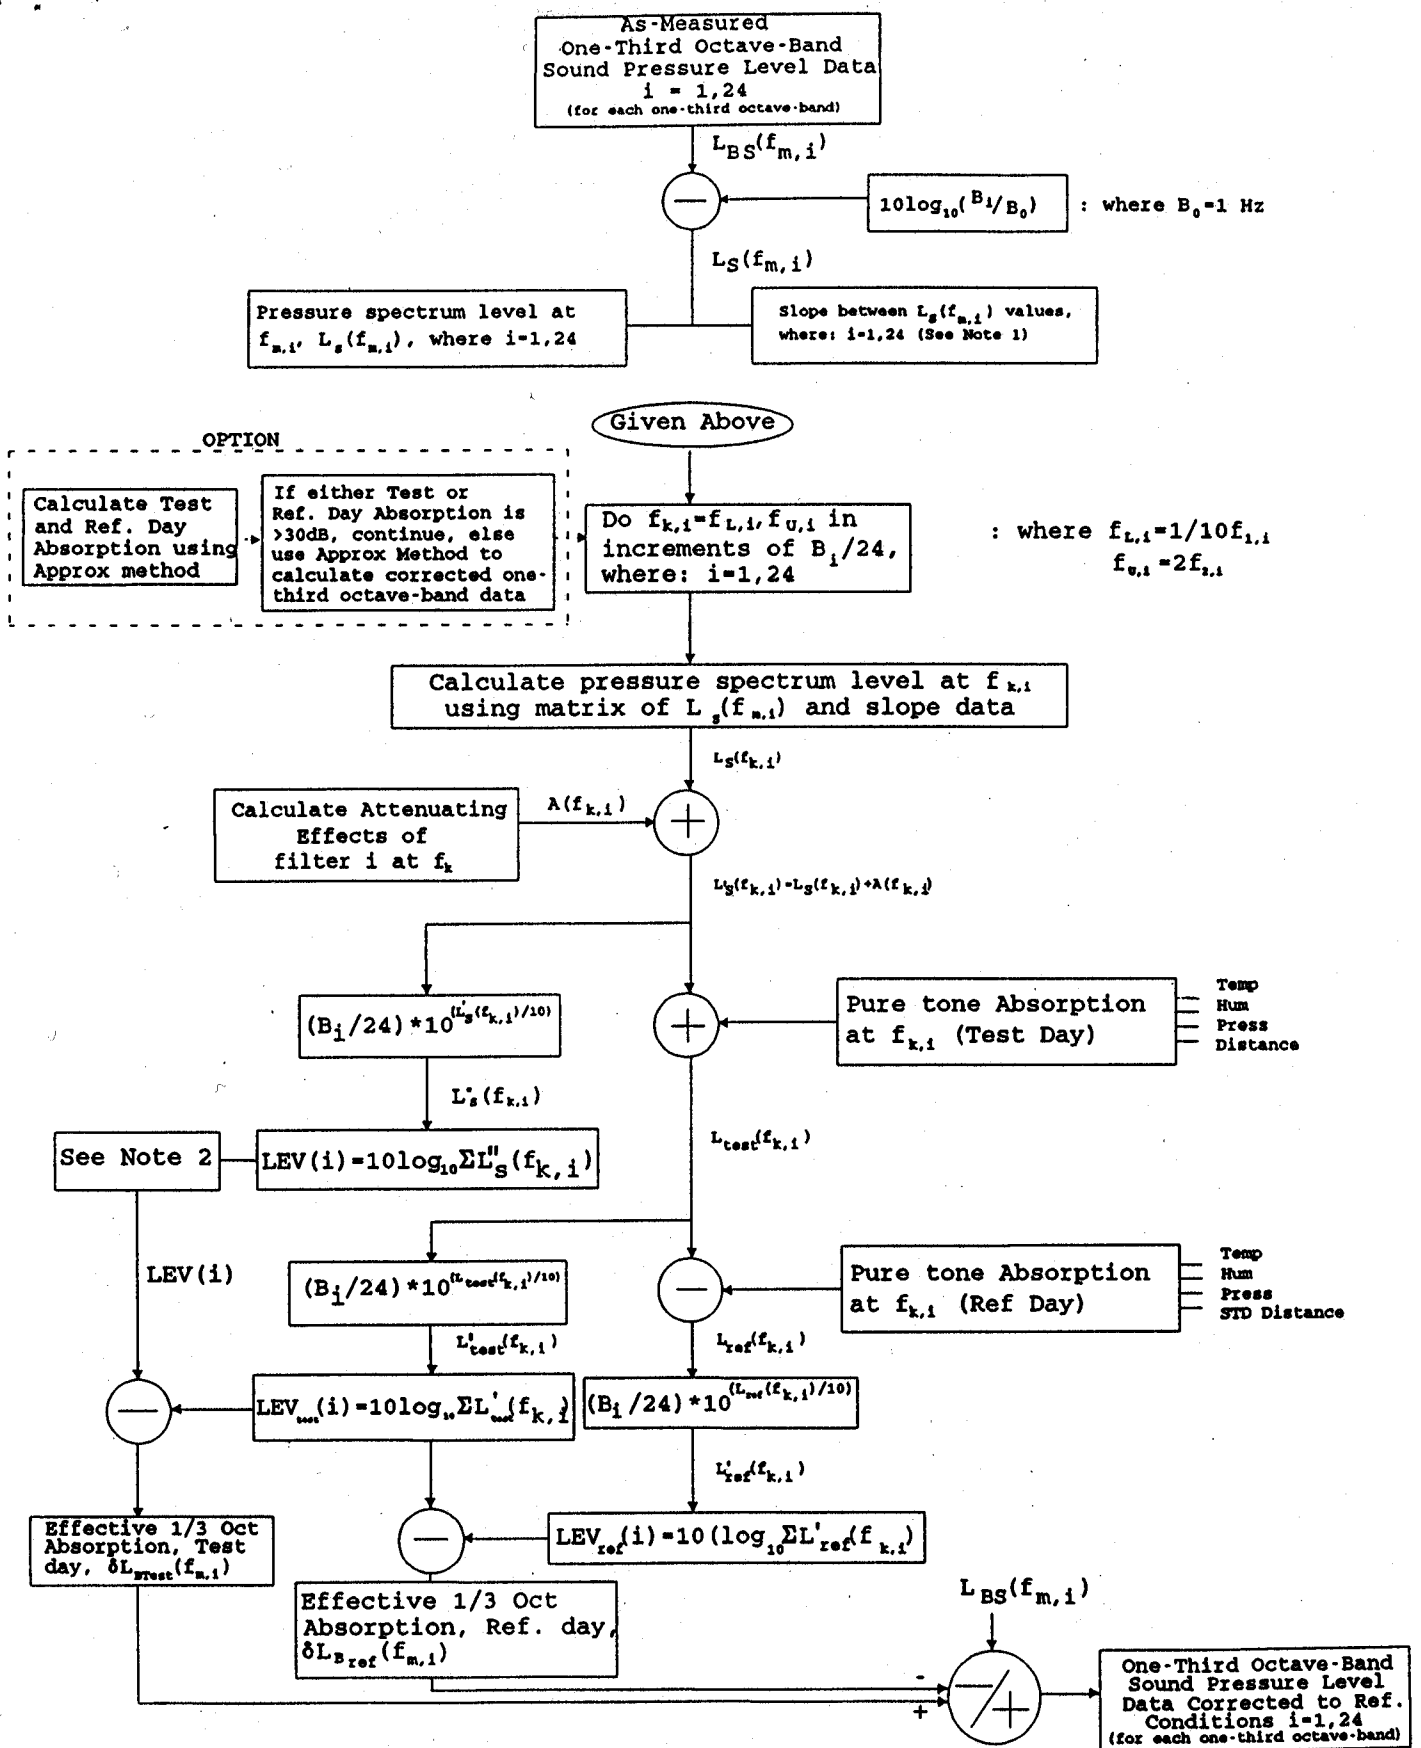 As-Measured
One-Third Octave-Band
Sound Pressure Level Data
i = 1,24
(for each one-third octave-band)
L_BS(f_m,i)
10log₁₀(B_i/B₀) : where B₀=1 Hz
L_S(f_m,i)
Pressure spectrum level at
f_m,i, L_s(f_m,i), where i=1,24
Slope between L_s(f_m,i) values,
where: i=1,24 (See Note 1)
Given Above
OPTION
Calculate Test
and Ref. Day
Absorption using
Approx method
If either Test or
Ref. Day Absorption is
>30dB, continue, else
use Approx Method to
calculate corrected one-
third octave-band data
Do f_k,i=f_L,i, f_U,i in
increments of B_i/24,
where: i=1,24
: where f_L,i=1/10f_1,i
f_U,i=2f_2,i
Calculate pressure spectrum level at f_k,i
using matrix of L_s(f_m,i) and slope data
L_S(f_k,i)
Calculate Attenuating
Effects of
filter i at f_k
A(f_k,i)
+
L'_S(f_k,i)=L_S(f_k,i)+A(f_k,i)
(B_i/24)*10^(L'_S(f_k,i)/10)
+
Pure tone Absorption
at f_k,i (Test Day)
Temp
Hum
Press
Distance
L"_s(f_k,i)
L_test(f_k,i)
See Note 2
LEV(i)=10log₁₀ΣL"_S(f_k,i)
LEV(i)
(B_i/24)*10^(L_test(f_k,i)/10)
−
Pure tone Absorption
at f_k,i (Ref Day)
Temp
Hum
Press
STD Distance
L'_test(f_k,i)
L_ref(f_k,i)
−
LEV_test(i)=10log₁₀ΣL'_test(f_k,i)
(B_i/24)*10^(L_ref(f_k,i)/10)
L'_ref(f_k,i)
Effective 1/3 Oct
Absorption, Test
day, δL_BTest(f_m,i)
−
LEV_ref(i)=10(log₁₀ΣL'_ref(f_k,i)
Effective 1/3 Oct
Absorption, Ref. day,
δL_Bref(f_m,i)
L_BS(f_m,i)
-
+
−/+
One-Third Octave-Band
Sound Pressure Level
Data Corrected to Ref.
Conditions i=1,24
(for each one-third octave-band)